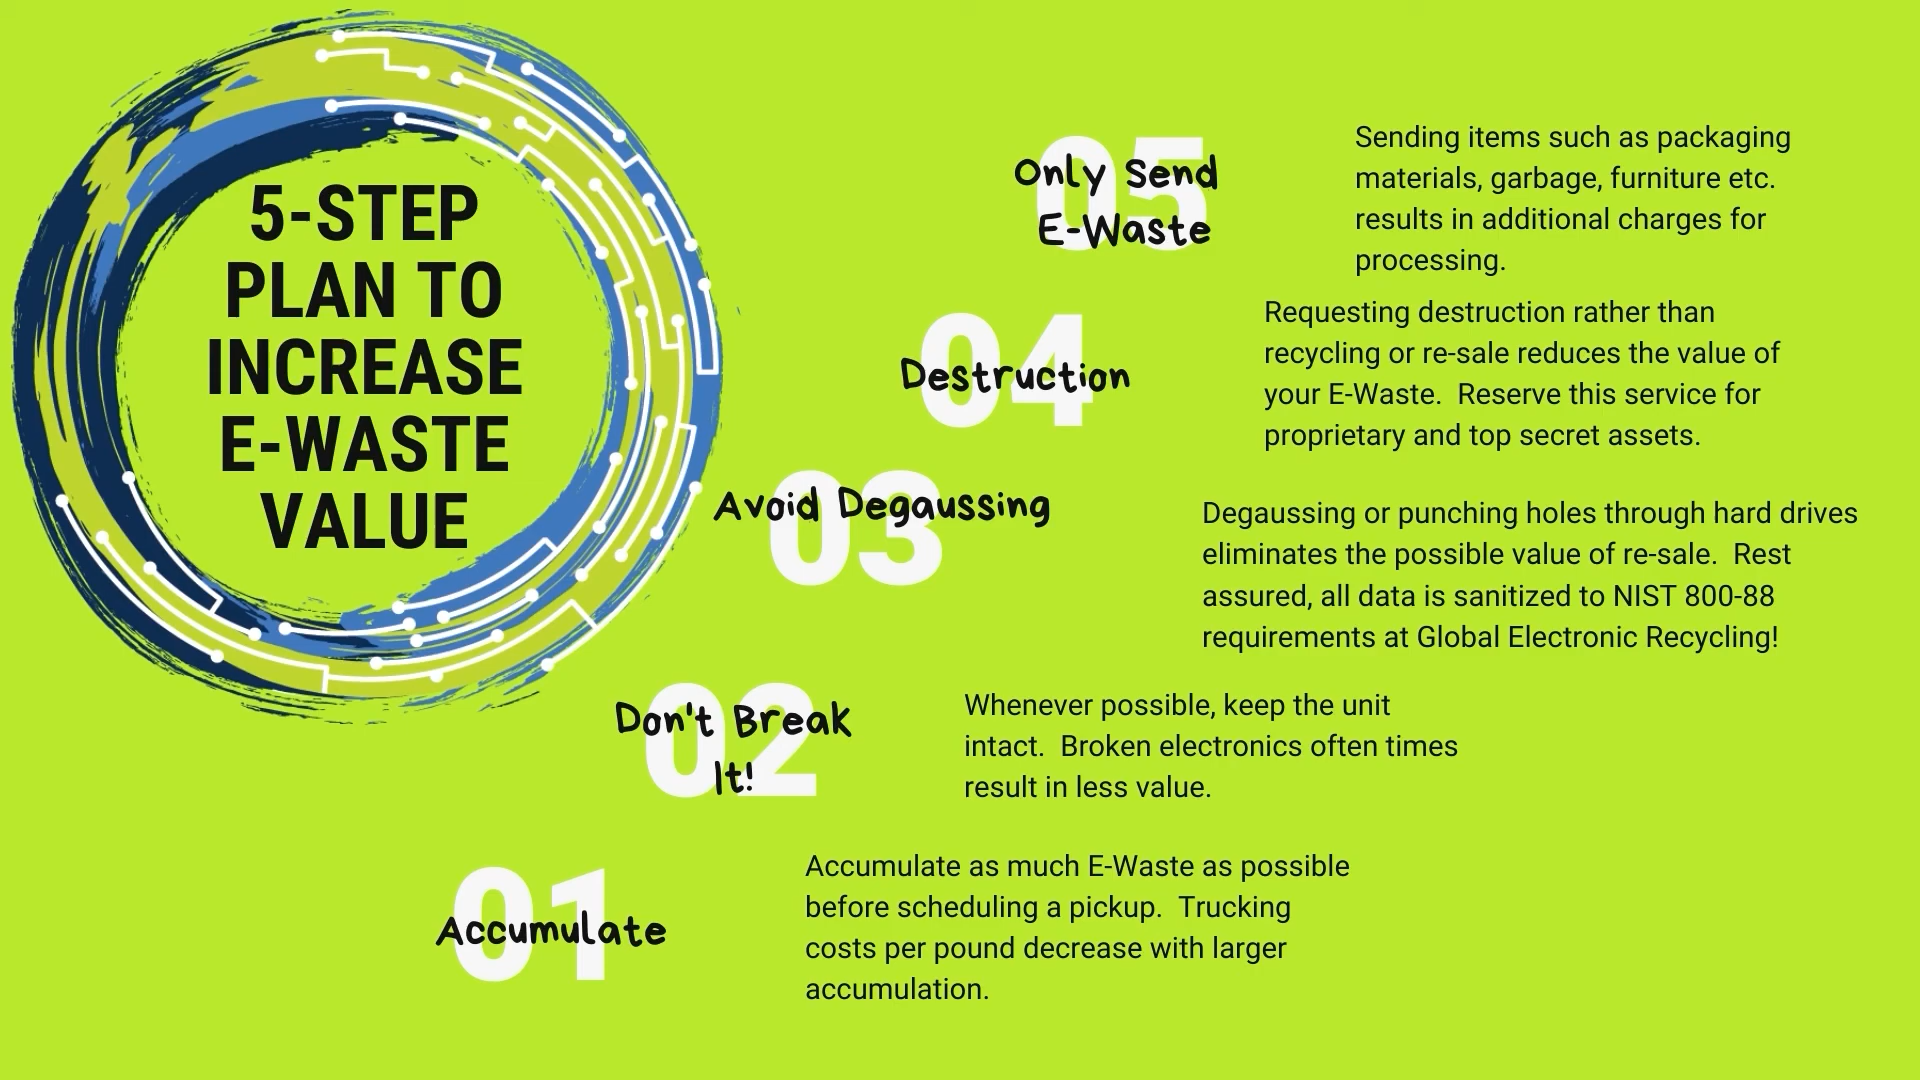 5-STEP
PLAN TO
INCREASE
E-WASTE
VALUE
05
Only Send
E-Waste
Sending items such as packaging
materials, garbage, furniture etc.
results in additional charges for
processing.
04
Destruction
Requesting destruction rather than
recycling or re-sale reduces the value of
your E-Waste.  Reserve this service for
proprietary and top secret assets.
03
Avoid Degaussing
Degaussing or punching holes through hard drives
eliminates the possible value of re-sale.  Rest
assured, all data is sanitized to NIST 800-88
requirements at Global Electronic Recycling!
02
Don't Break
It!
Whenever possible, keep the unit
intact.  Broken electronics often times
result in less value.
01
Accumulate
Accumulate as much E-Waste as possible
before scheduling a pickup.  Trucking
costs per pound decrease with larger
accumulation.